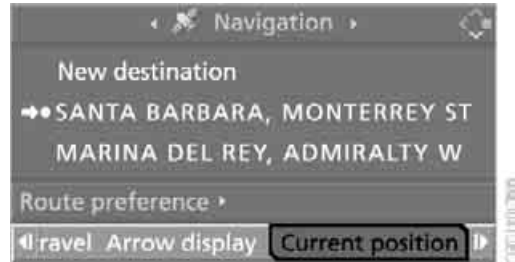 Navigation
New destination
SANTA BARBARA, MONTERREY ST
MARINA DEL REY, ADMIRALTY W
Route preference
ravel Arrow display Current position